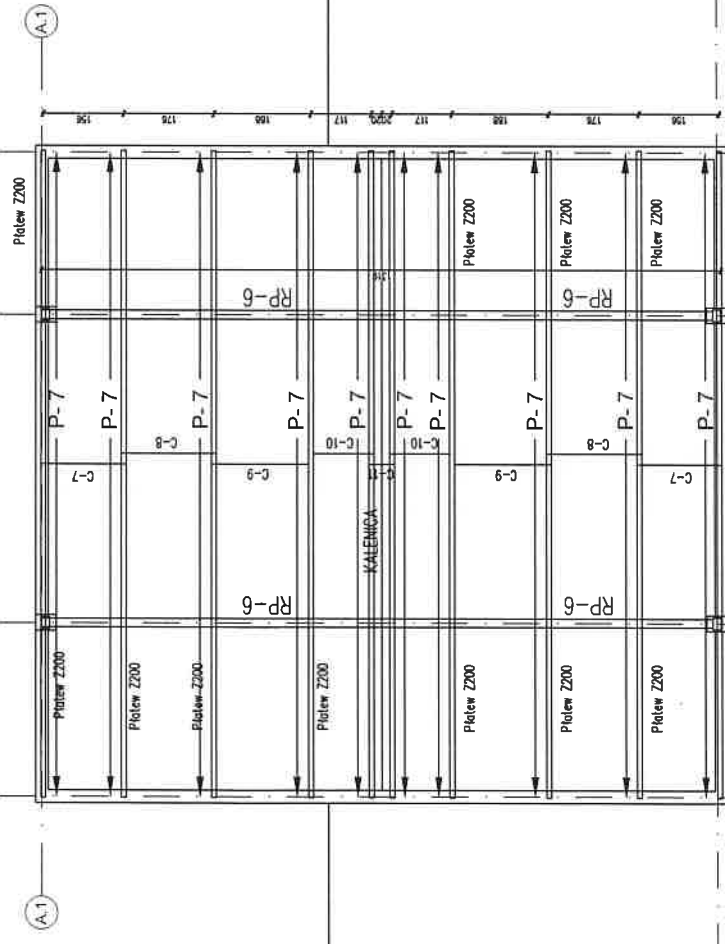 A.1
Płatew Z200
156
176
188
117
2020
117
188
176
156
1316
P-7
P-7
P-7
P-7
P-7
P-7
P-7
P-7
P-7
P-7
C-7
C-8
C-9
C-10
C-11
C-10
C-9
C-8
C-7
RP-6
RP-6
RP-6
RP-6
KALENICA
Płatew Z200
Płatew Z200
Płatew Z200
Płatew Z200
Płatew Z200
Płatew Z200
Płatew Z200
Płatew Z200
Płatew Z200
Płatew Z200
A.1